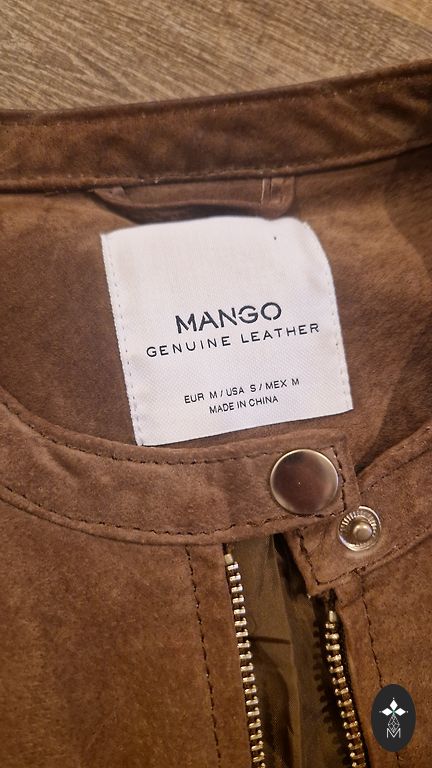 MANGO
GENUINE LEATHER
EUR M / USA S / MEX M
MADE IN CHINA
M